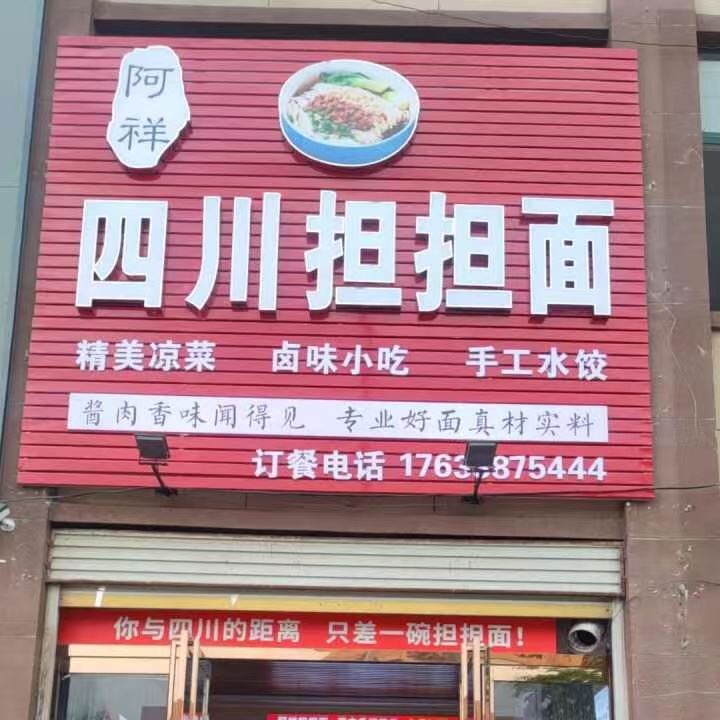 阿祥
四川担担面
精美凉菜 卤味小吃 手工水饺
酱肉香味闻得见 专业好面真材实料
订餐电话
你与四川的距离 只差一碗担担面!